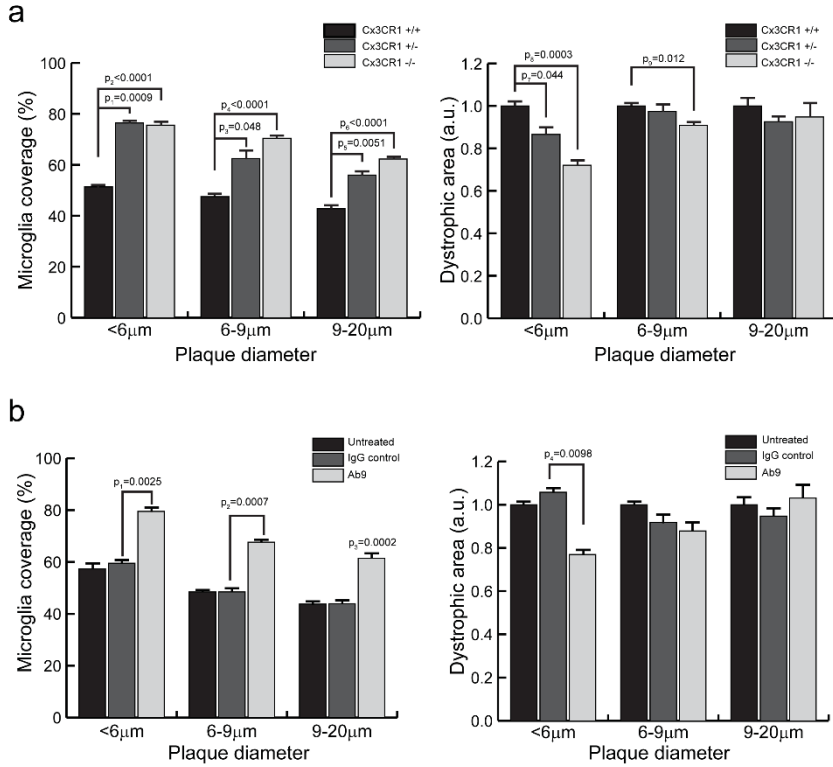 a
Cx3CR1 +/+
Cx3CR1 +/-
Cx3CR1 -/-
p2<0.0001
p1=0.0009
p4<0.0001
p3=0.048
p6<0.0001
p5=0.0051
Microglia coverage (%)
100
80
60
40
20
0
<6μm
6-9μm
9-20μm
Plaque diameter
Cx3CR1 +/+
Cx3CR1 +/-
Cx3CR1 -/-
p8=0.0003
p7=0.044
p9=0.012
Dystrophic area (a.u.)
1.2
1.0
0.8
0.6
0.4
0.2
0.0
<6μm
6-9μm
9-20μm
Plaque diameter
b
Untreated
IgG control
Ab9
p1=0.0025
p2=0.0007
p3=0.0002
Microglia coverage (%)
100
80
60
40
20
0
<6μm
6-9μm
9-20μm
Plaque diameter
Untreated
IgG control
Ab9
p4=0.0098
Dystrophic area (a.u.)
1.2
1.0
0.8
0.6
0.4
0.2
0.0
<6μm
6-9μm
9-20μm
Plaque diameter